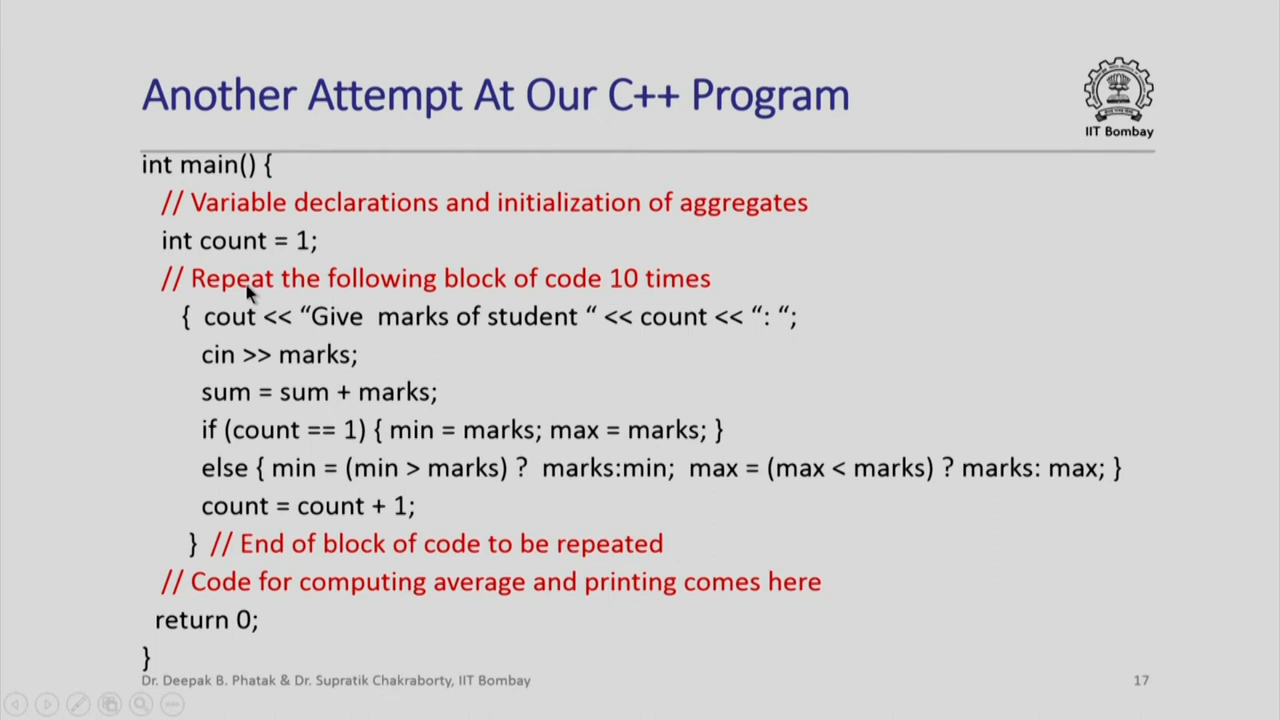 Another Attempt At Our C++ Program
IIT Bombay
int main() {
// Variable declarations and initialization of aggregates
int count = 1;
// Repeat the following block of code 10 times
{ cout << “Give marks of student “ << count << “: “;
cin >> marks;
sum = sum + marks;
if (count == 1) { min = marks; max = marks; }
else { min = (min > marks) ? marks:min; max = (max < marks) ? marks: max; }
count = count + 1;
} // End of block of code to be repeated
// Code for computing average and printing comes here
return 0;
}
Dr. Deepak B. Phatak & Dr. Supratik Chakraborty, IIT Bombay
17